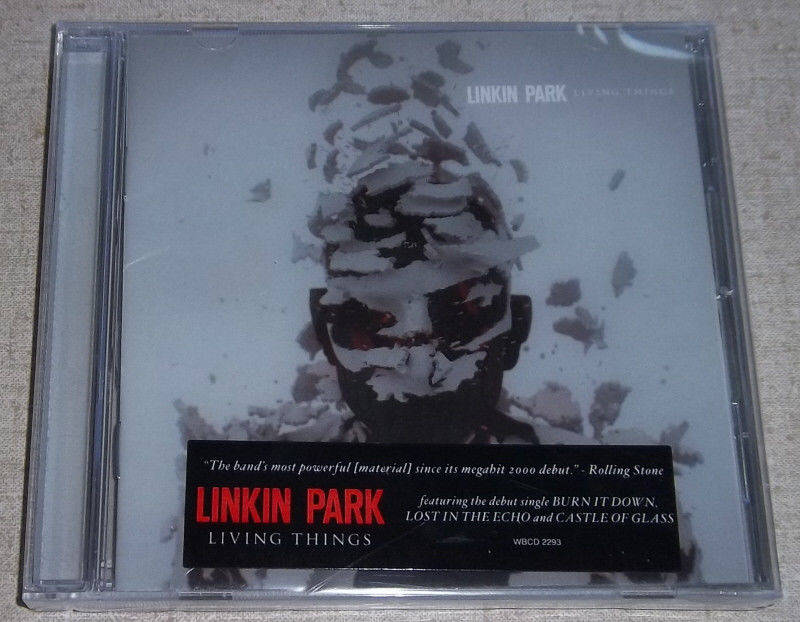 LINKIN PARK LIVING THINGS
"The band's most powerful [material] since its megahit 2000 debut." - Rolling Stone
LINKIN PARK
LIVING THINGS
featuring the debut single BURN IT DOWN,
LOST IN THE ECHO and CASTLE OF GLASS
WBCD 2293